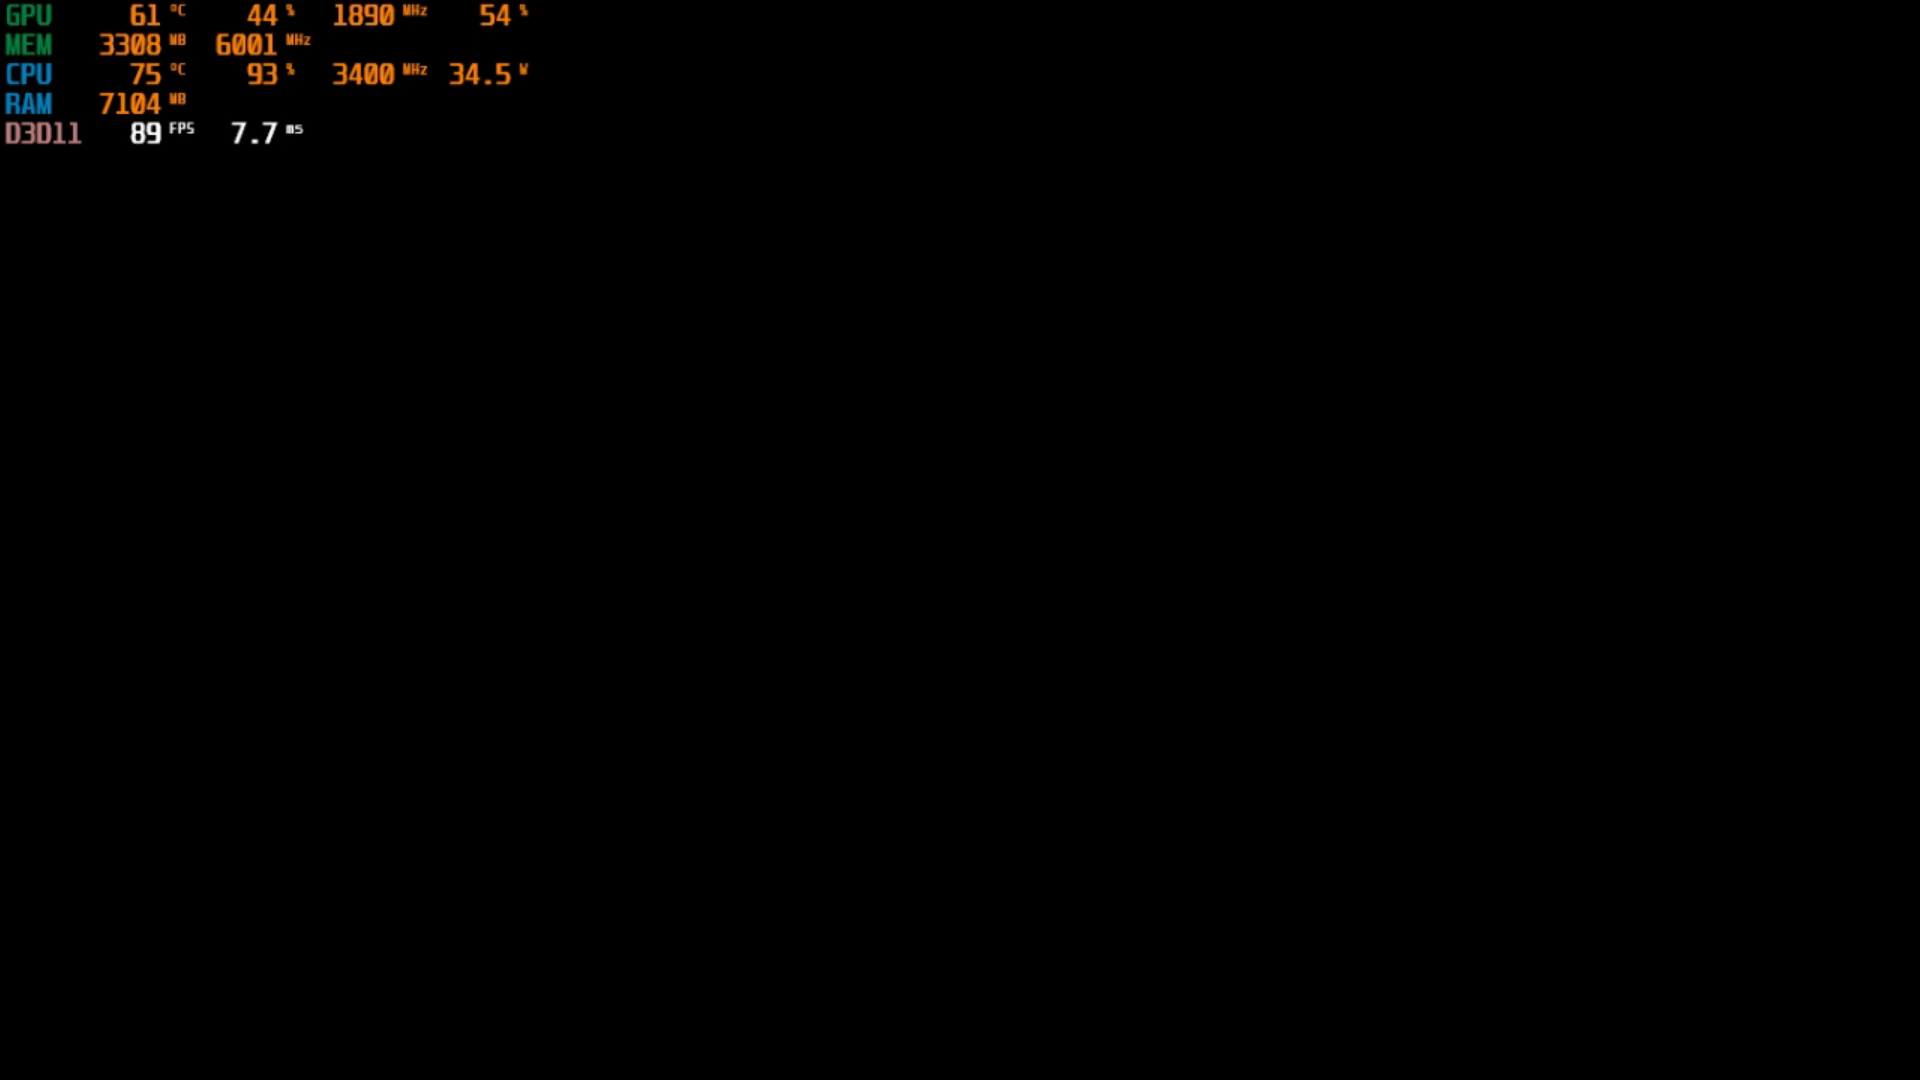 GPU 61 °C 44 % 1890 MHz 54 %
MEM 3308 MB 6001 MHz
CPU 75 °C 93 % 3400 MHz 34.5 W
RAM 7104 MB
D3D11 89 FPS 7.7 ms